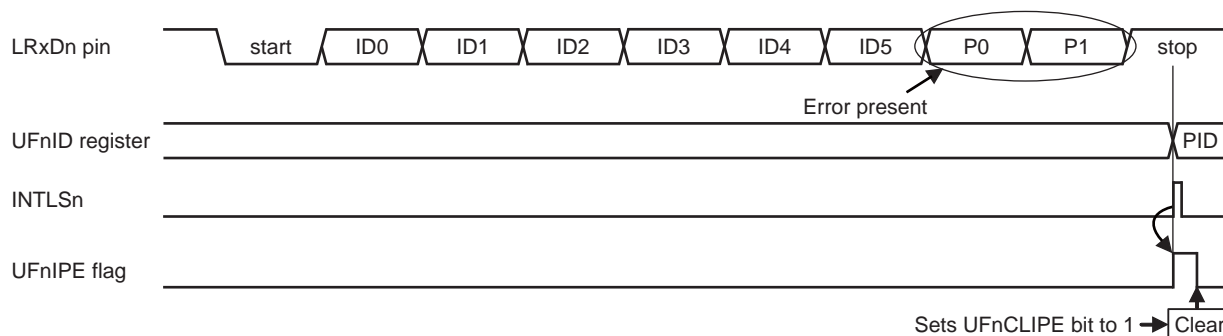 LRxDn pin start ID0 ID1 ID2 ID3 ID4 ID5 P0 P1 stop
Error present
UFnID register PID
INTLSn
UFnIPE flag
Sets UFnCLIPE bit to 1 Clear